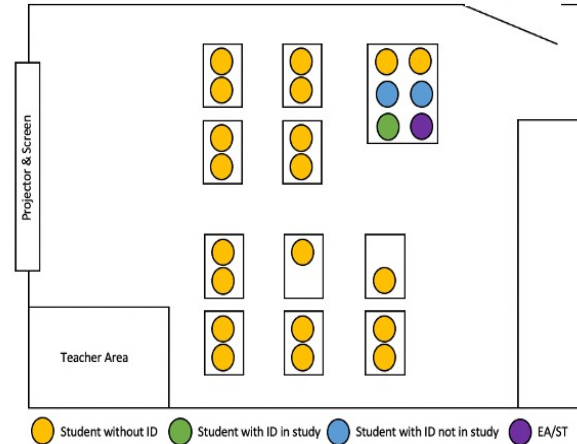 Projector & Screen
Teacher Area
Student without ID
Student with ID in study
Student with ID not in study
EA/ST